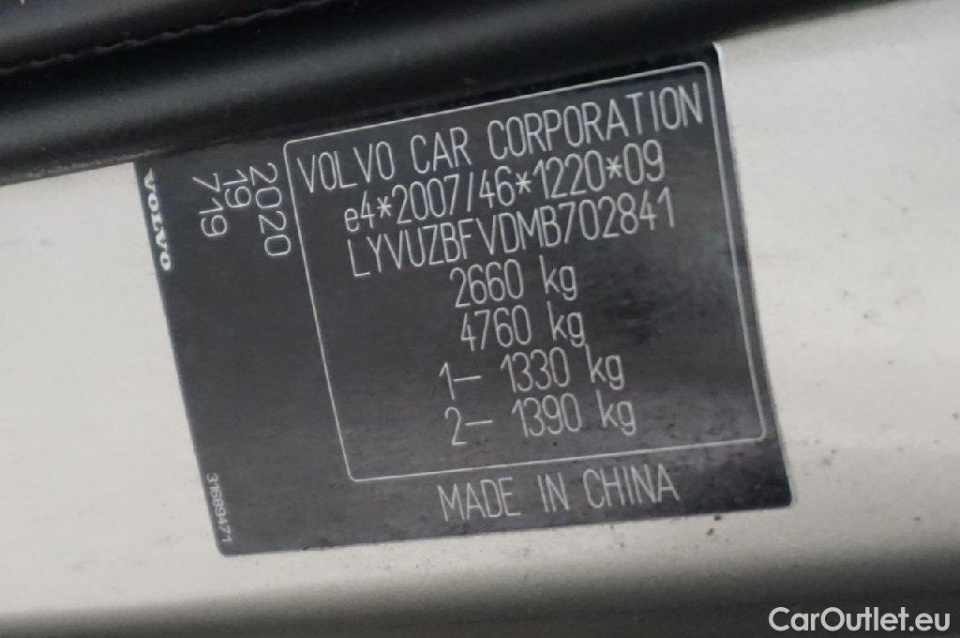 VOLVO
2020
19
719
VOLVO CAR CORPORATION
e4*2007/46*1220*09
LYVUZBFVDMB702841
2660 kg
4760 kg
1– 1330 kg
2– 1390 kg
31689471
MADE IN CHINA
CarOutlet.eu